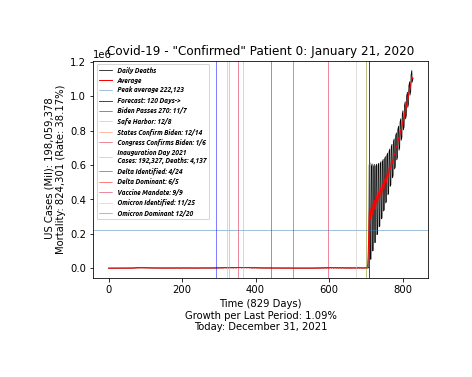 Covid-19 - "Confirmed" Patient 0: January 21, 2020
1e6
1.2
1.0
0.8
0.6
0.4
0.2
0.0
US Cases (Mil): 198,059,378
Mortality: 824,301 (Rate: 38.17%)
Daily Deaths
Average
Peak average 222,123
Forecast: 120 Days->
Biden Passes 270: 11/7
Safe Harbor: 12/8
States Confirm Biden: 12/14
Congress Confirms Biden: 1/6
Inauguration Day 2021
Cases: 192,327, Deaths: 4,137
Delta Identified: 4/24
Delta Dominant: 6/5
Vaccine Mandate: 9/9
Omicron Identified: 11/25
Omicron Dominant 12/20
0 200 400 600 800
Time (829 Days)
Growth per Last Period: 1.09%
Today: December 31, 2021